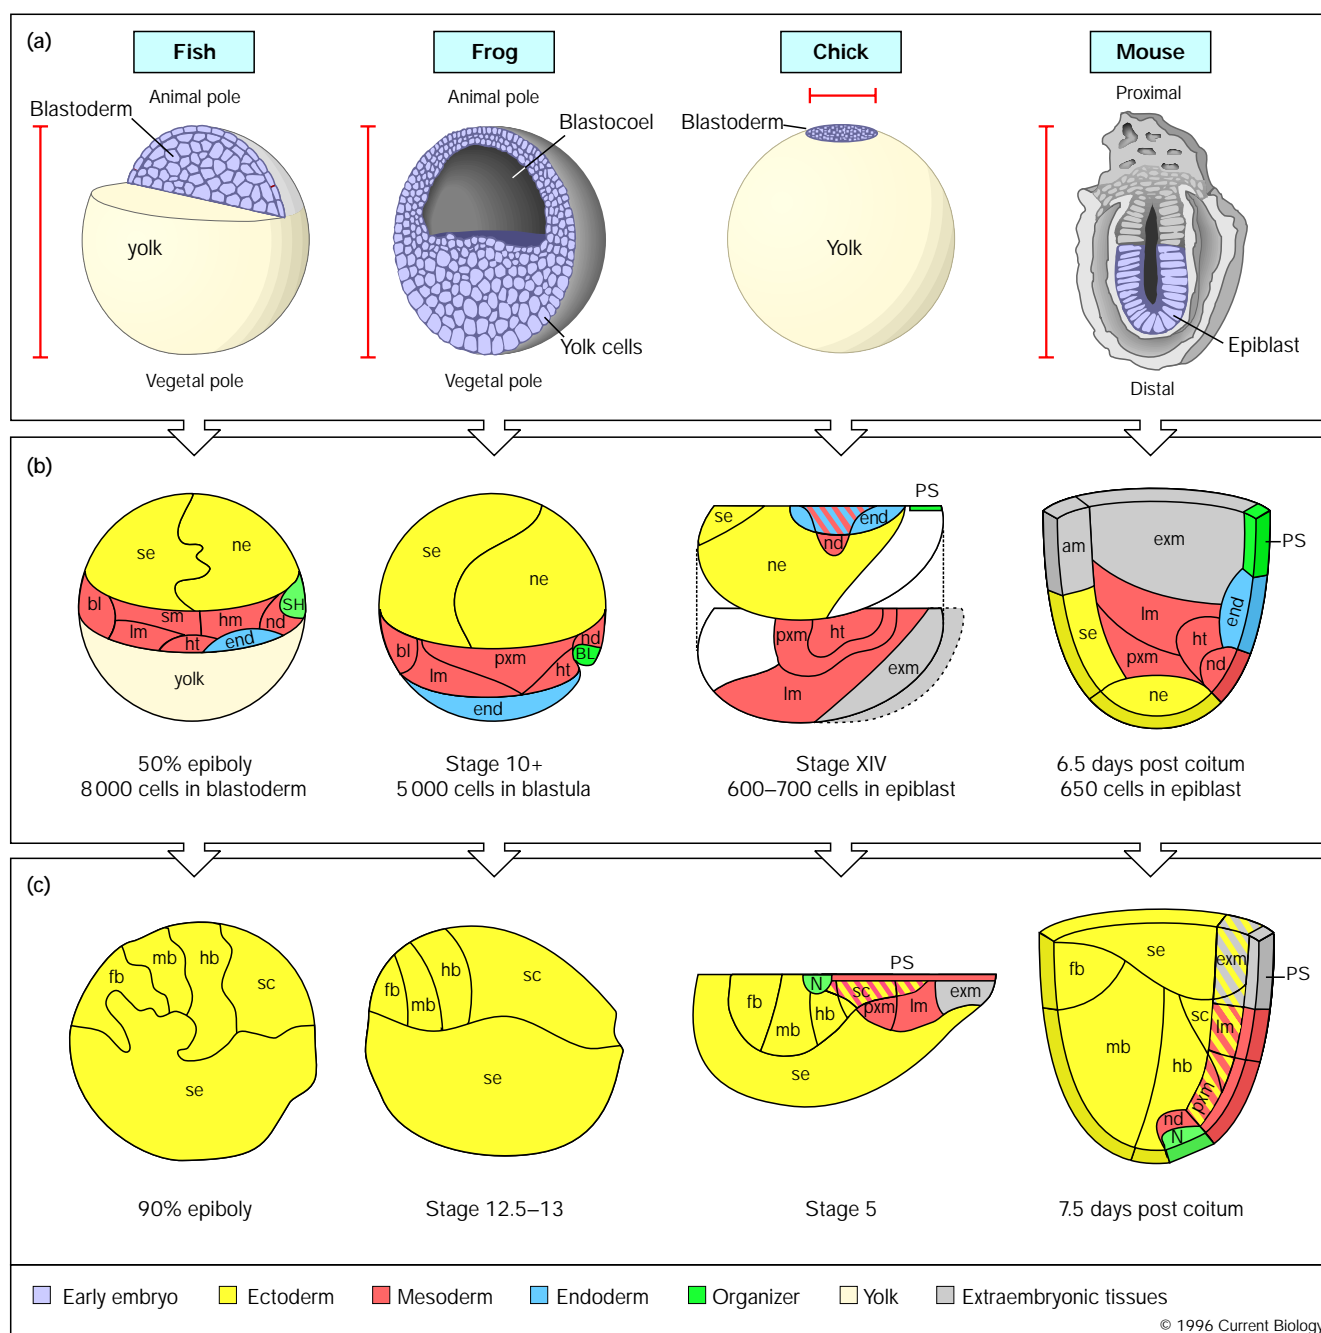 (a)
Fish
Frog
Chick
Mouse
Animal pole
Animal pole
Proximal
Blastoderm
Blastocoel
Blastoderm
yolk
Yolk
Yolk cells
Epiblast
Vegetal pole
Vegetal pole
Distal
(b)
se
ne
bl
sm
hm
nd
SH
lm
ht
end
yolk
se
ne
bl
pxm
nd
BL
lm
ht
end
PS
se
end
nd
ne
pxm
ht
lm
exm
am
exm
PS
lm
end
se
ht
pxm
nd
ne
50% epiboly
8000 cells in blastoderm
Stage 10+
5000 cells in blastula
Stage XIV
600–700 cells in epiblast
6.5 days post coitum
650 cells in epiblast
(c)
fb
mb
hb
sc
se
fb
mb
hb
sc
se
PS
N
fb
mb
hb
sc
pxm
lm
exm
se
se
fb
exm
PS
sc
lm
mb
hb
pxm
nd
N
90% epiboly
Stage 12.5–13
Stage 5
7.5 days post coitum
Early embryo
Ectoderm
Mesoderm
Endoderm
Organizer
Yolk
Extraembryonic tissues
© 1996 Current Biology